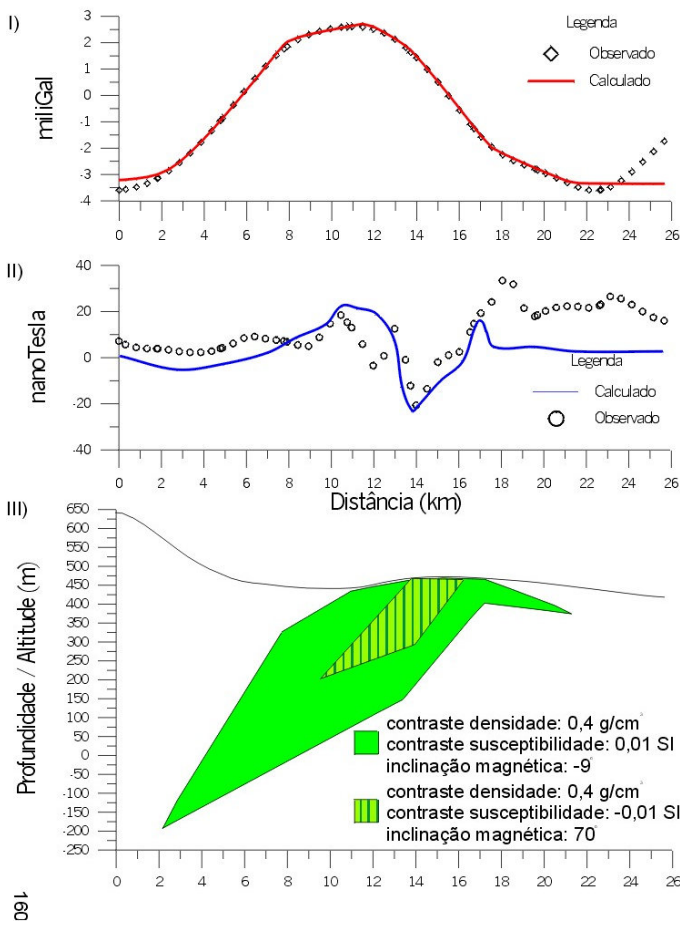 I)
miliGal
3
2
1
0
-1
-2
-3
-4
0 2 4 6 8 10 12 14 16 18 20 22 24 26
Legenda
Observado
Calculado
II)
nanoTesla
40
20
0
-20
-40
0 2 4 6 8 10 12 14 16 18 20 22 24 26
Legenda
Calculado
Observado
Distância (km)
III)
Profundidade / Altitude (m)
650
600
550
500
450
400
350
300
250
200
150
100
50
0
-50
-100
-150
-200
-250
0 2 4 6 8 10 12 14 16 18 20 22 24 26
contraste densidade: 0,4 g/cm³
contraste susceptibilidade: 0,01 SI
inclinação magnética: -9°
contraste densidade: 0,4 g/cm³
contraste susceptibilidade: -0,01 SI
inclinação magnética: 70°
160